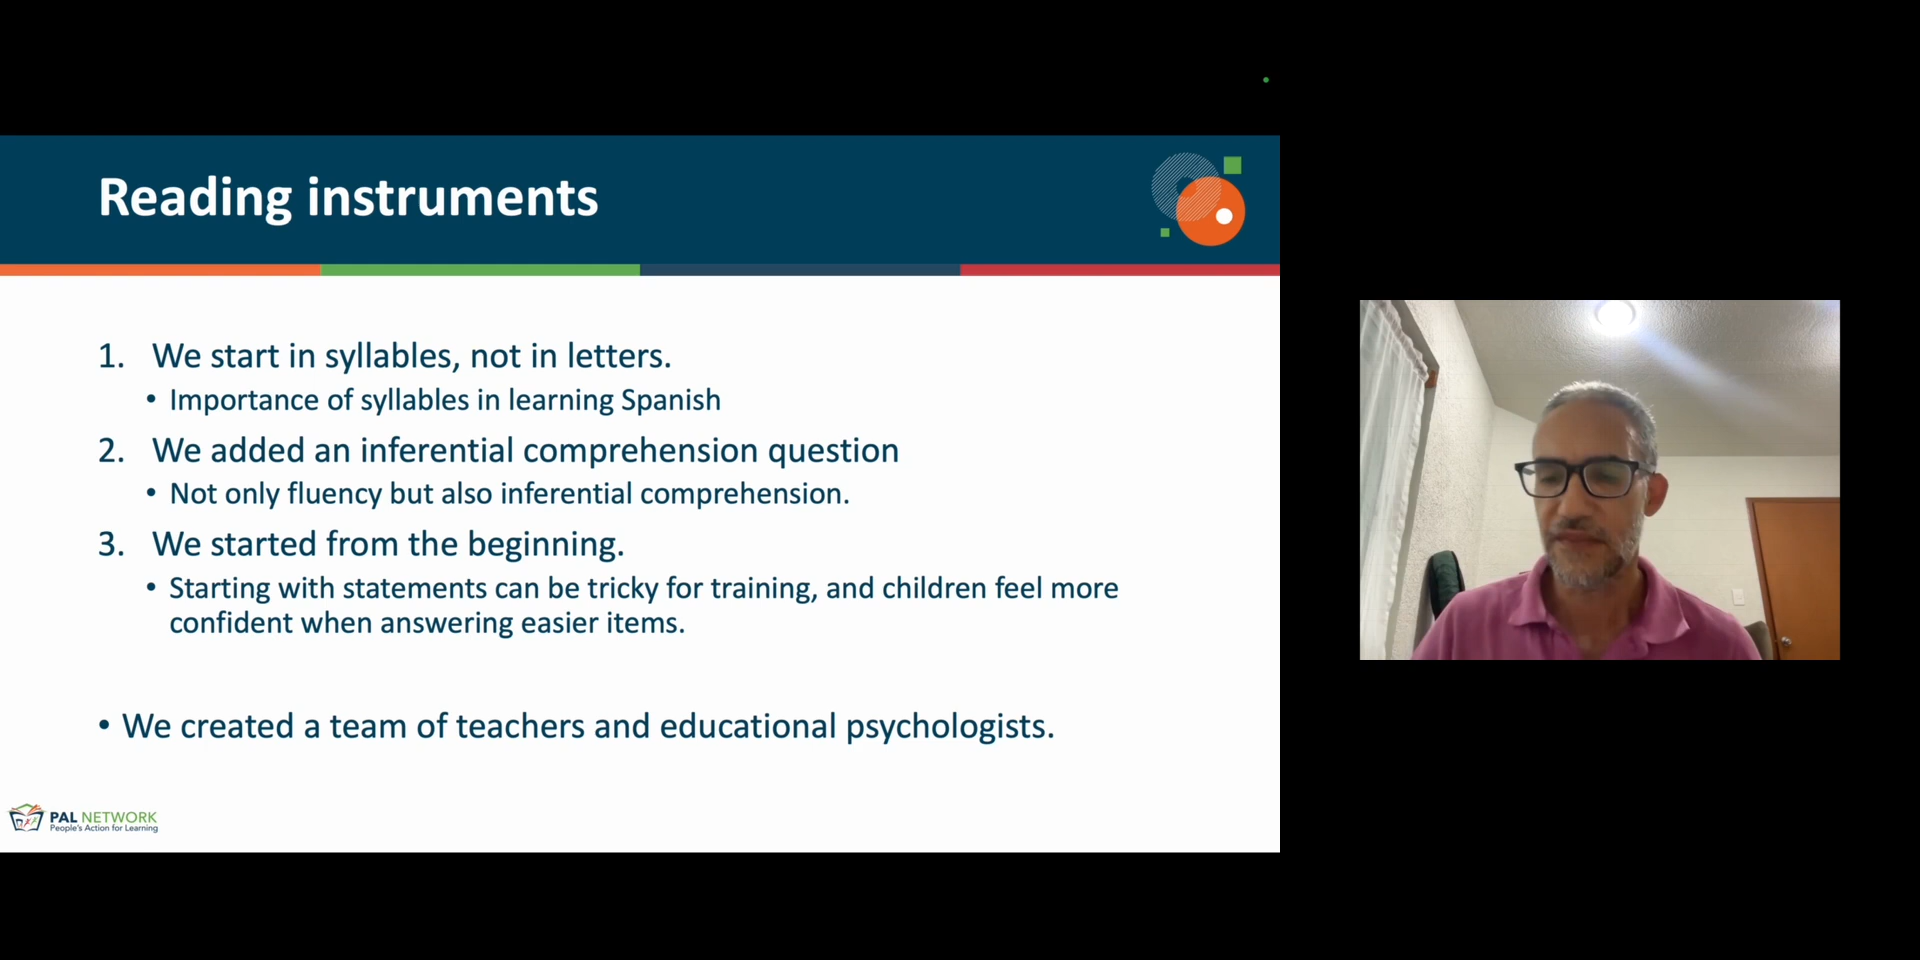 Reading instruments
1. We start in syllables, not in letters.
• Importance of syllables in learning Spanish
2. We added an inferential comprehension question
• Not only fluency but also inferential comprehension.
3. We started from the beginning.
• Starting with statements can be tricky for training, and children feel more
confident when answering easier items.
• We created a team of teachers and educational psychologists.
PAL NETWORK
People's Action for Learning